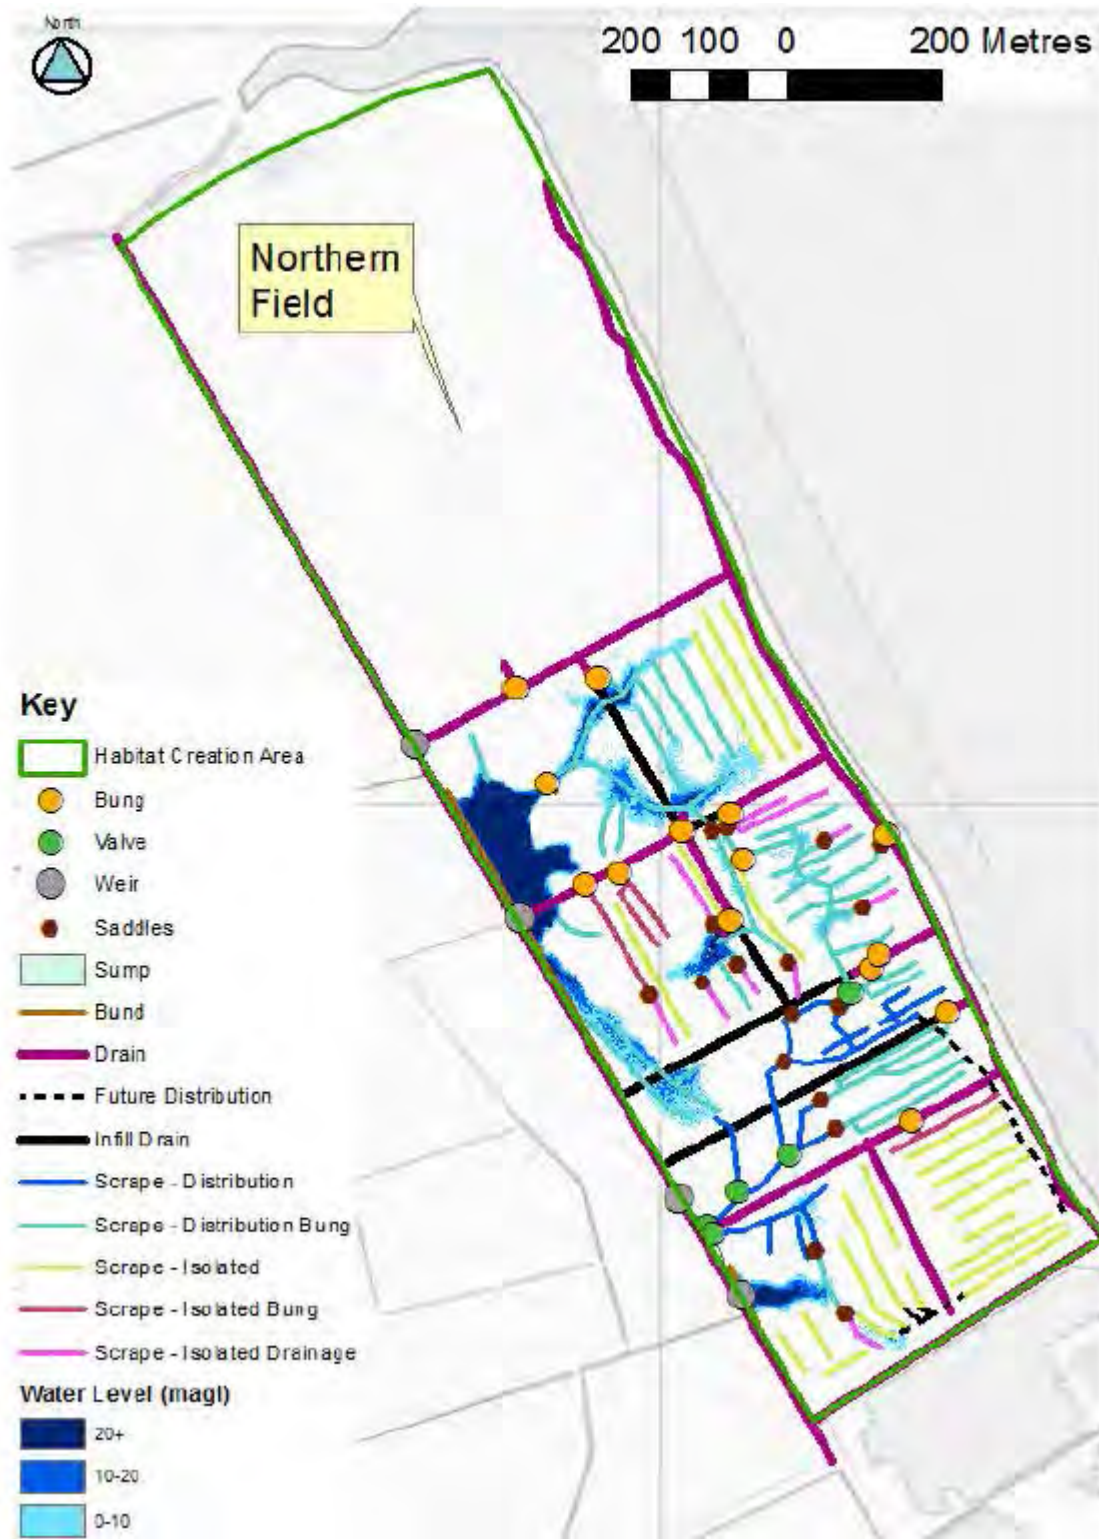 North
200 100 0 200 Metres
Northern
Field
Key
Habitat Creation Area
Bung
Valve
Weir
Saddles
Sump
Bund
Drain
Future Distribution
Infill Drain
Scrape - Distribution
Scrape - Distribution Bung
Scrape - Isolated
Scrape - Isolated Bung
Scrape - Isolated Drainage
Water Level (magl)
20+
10-20
0-10